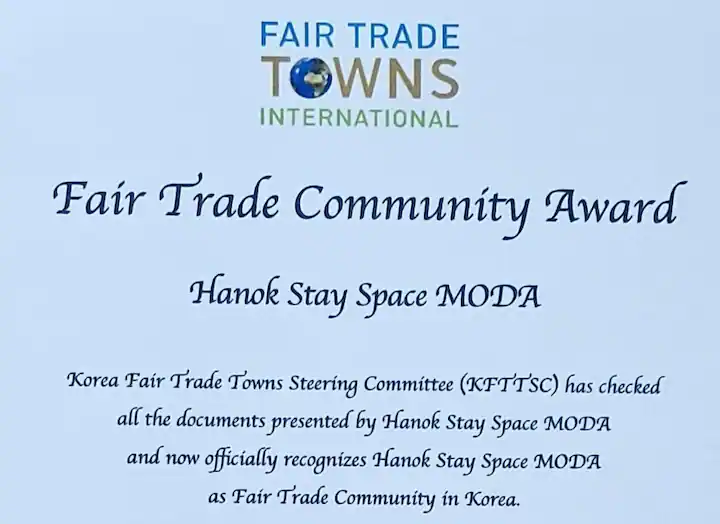 FAIR TRADE
TOWNS
INTERNATIONAL
Fair Trade Community Award
Hanok Stay Space MODA
Korea Fair Trade Towns Steering Committee (KFTTSC) has checked
all the documents presented by Hanok Stay Space MODA
and now officially recognizes Hanok Stay Space MODA
as Fair Trade Community in Korea.